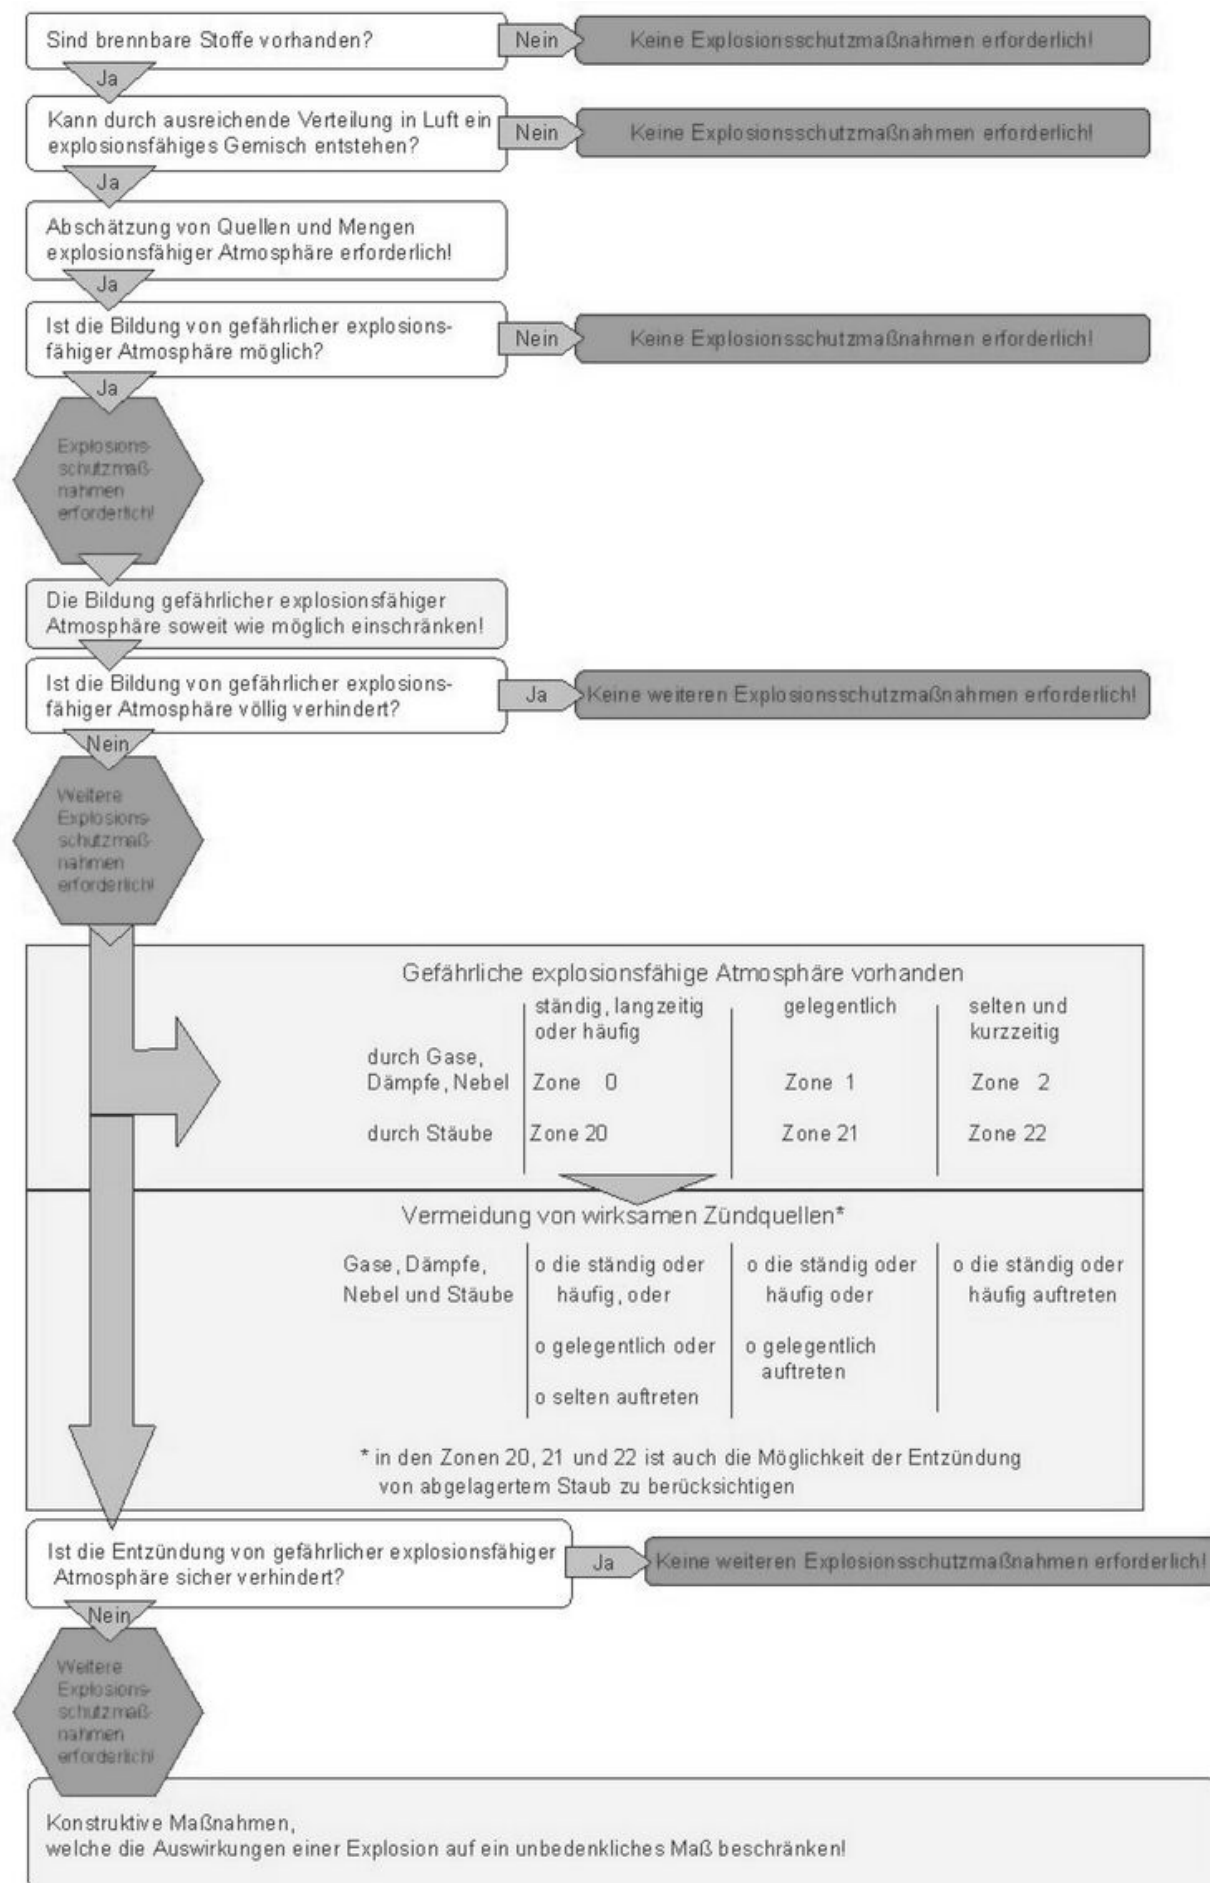 Sind brennbare Stoffe vorhanden?
Nein
Keine Explosionsschutzmaßnahmen erforderlich!
Ja
Kann durch ausreichende Verteilung in Luft ein
explosionsfähiges Gemisch entstehen?
Nein
Keine Explosionsschutzmaßnahmen erforderlich!
Ja
Abschätzung von Quellen und Mengen
explosionsfähiger Atmosphäre erforderlich!
Ja
Ist die Bildung von gefährlicher explosions-
fähiger Atmosphäre möglich?
Nein
Keine Explosionsschutzmaßnahmen erforderlich!
Ja
Explosions-
schutzmaß-
nahmen
erforderlich!
Die Bildung gefährlicher explosionsfähiger
Atmosphäre soweit wie möglich einschränken!
Ist die Bildung von gefährlicher explosions-
fähiger Atmosphäre völlig verhindert?
Ja
Keine weiteren Explosionsschutzmaßnahmen erforderlich!
Nein
Weitere
Explosions-
schutzmaß-
nahmen
erforderlich!
Gefährliche explosionsfähige Atmosphäre vorhanden
ständig, langzeitig
oder häufig
gelegentlich
selten und
kurzzeitig
durch Gase,
Dämpfe, Nebel
Zone 0
Zone 1
Zone 2
durch Stäube
Zone 20
Zone 21
Zone 22
Vermeidung von wirksamen Zündquellen*
Gase, Dämpfe,
Nebel und Stäube
o die ständig oder
häufig, oder
o gelegentlich oder
o selten auftreten
o die ständig oder
häufig oder
o gelegentlich
auftreten
o die ständig oder
häufig auftreten
* in den Zonen 20, 21 und 22 ist auch die Möglichkeit der Entzündung
von abgelagertem Staub zu berücksichtigen
Ist die Entzündung von gefährlicher explosionsfähiger
Atmosphäre sicher verhindert?
Ja
Keine weiteren Explosionsschutzmaßnahmen erforderlich!
Nein
Weitere
Explosions-
schutzmaß-
nahmen
erforderlich!
Konstruktive Maßnahmen,
welche die Auswirkungen einer Explosion auf ein unbedenkliches Maß beschränken!